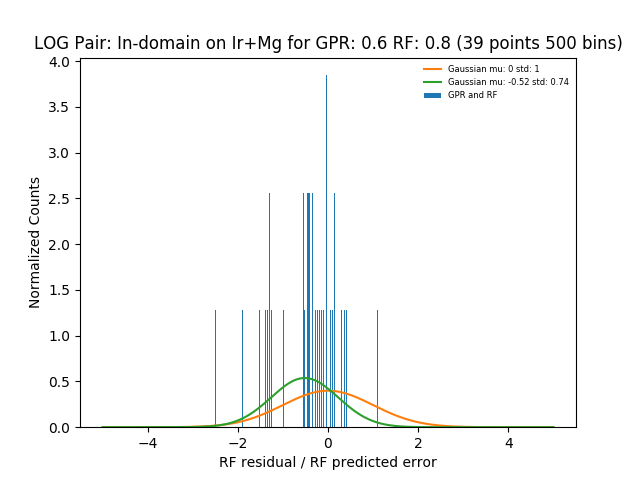 LOG Pair: In-domain on Ir+Mg for GPR: 0.6 RF: 0.8 (39 points 500 bins)
Gaussian mu: 0 std: 1
Gaussian mu: -0.52 std: 0.74
GPR and RF
Normalized Counts
4.0
3.5
3.0
2.5
2.0
1.5
1.0
0.5
0.0
−4
−2
0
2
4
RF residual / RF predicted error